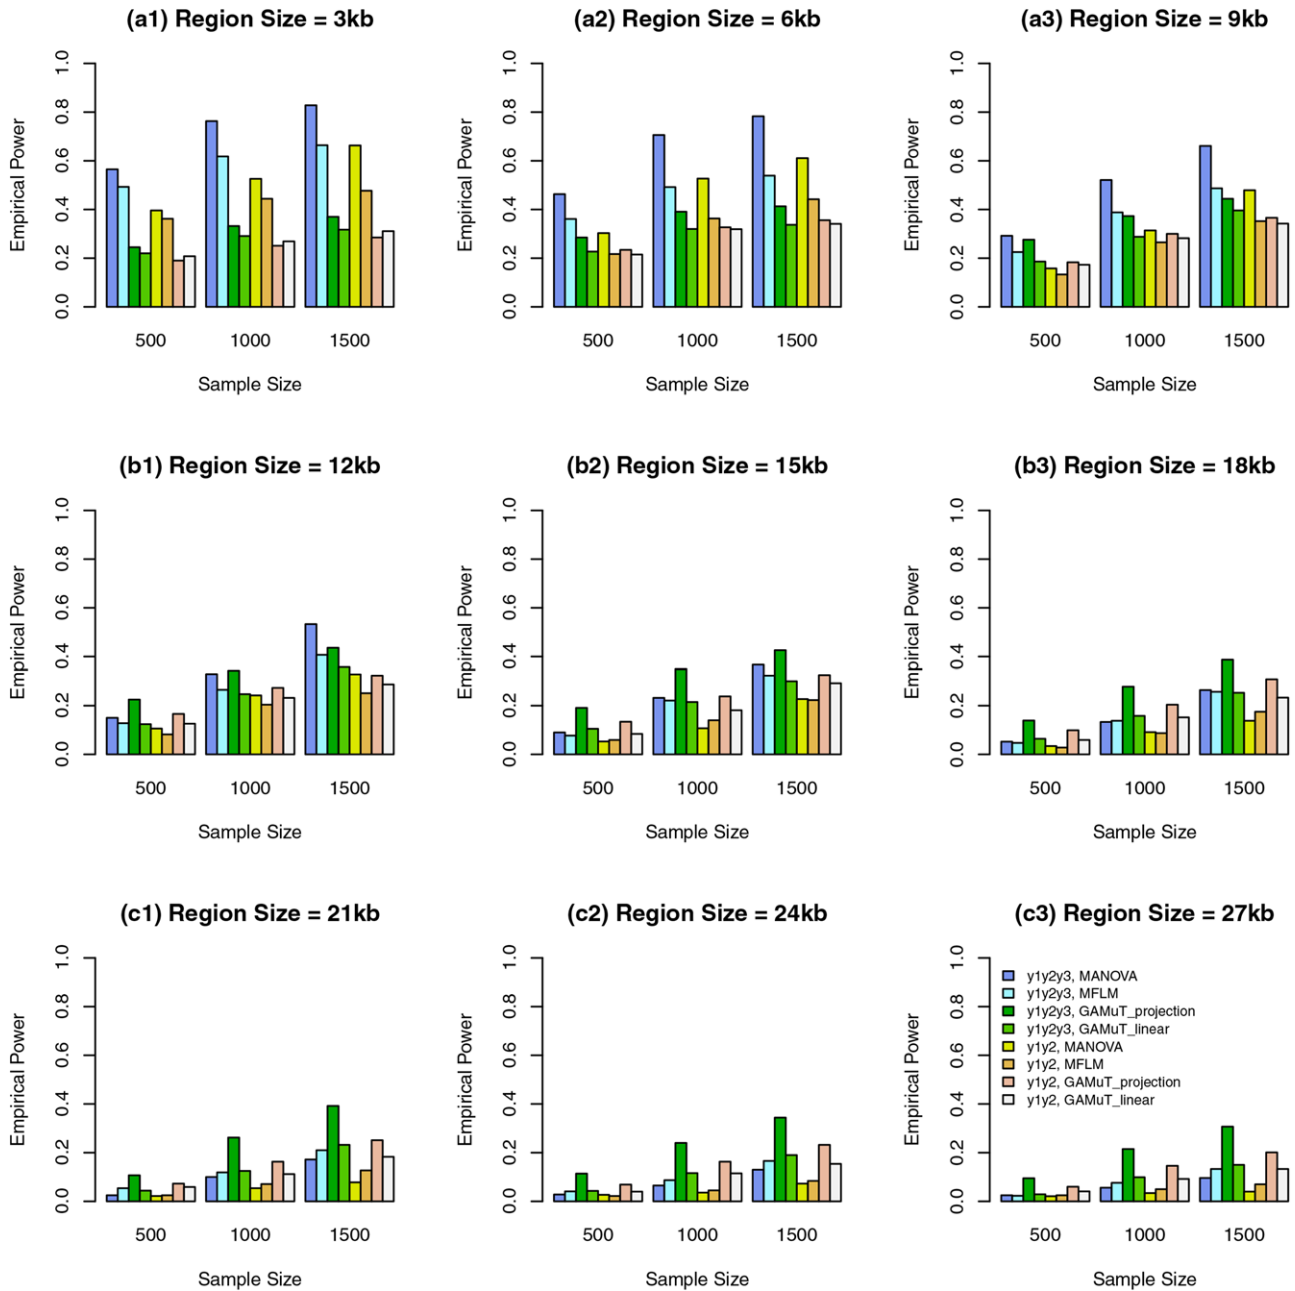 (a1) Region Size = 3kb
Empirical Power
0.0 0.2 0.4 0.6 0.8 1.0
500 1000 1500
Sample Size
(a2) Region Size = 6kb
Empirical Power
0.0 0.2 0.4 0.6 0.8 1.0
500 1000 1500
Sample Size
(a3) Region Size = 9kb
Empirical Power
0.0 0.2 0.4 0.6 0.8 1.0
500 1000 1500
Sample Size
(b1) Region Size = 12kb
Empirical Power
0.0 0.2 0.4 0.6 0.8 1.0
500 1000 1500
Sample Size
(b2) Region Size = 15kb
Empirical Power
0.0 0.2 0.4 0.6 0.8 1.0
500 1000 1500
Sample Size
(b3) Region Size = 18kb
Empirical Power
0.0 0.2 0.4 0.6 0.8 1.0
500 1000 1500
Sample Size
(c1) Region Size = 21kb
Empirical Power
0.0 0.2 0.4 0.6 0.8 1.0
500 1000 1500
Sample Size
(c2) Region Size = 24kb
Empirical Power
0.0 0.2 0.4 0.6 0.8 1.0
500 1000 1500
Sample Size
(c3) Region Size = 27kb
Empirical Power
0.0 0.2 0.4 0.6 0.8 1.0
y1y2y3, MANOVA
y1y2y3, MFLM
y1y2y3, GAMuT_projection
y1y2y3, GAMuT_linear
y1y2, MANOVA
y1y2, MFLM
y1y2, GAMuT_projection
y1y2, GAMuT_linear
500 1000 1500
Sample Size